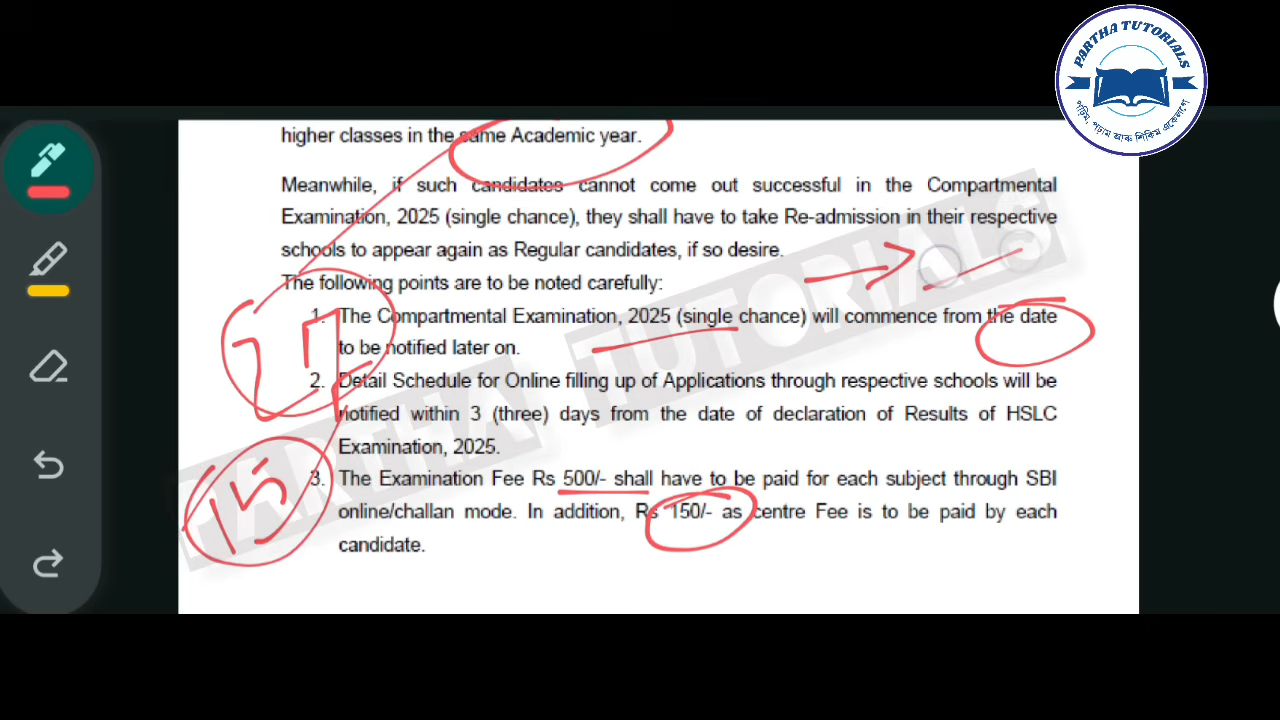 PARTHA TUTORIALS
পঢ়িম, পঢ়াম আৰু শিকিম একেলগে
higher classes in the same Academic year.
Meanwhile, if such candidates cannot come out successful in the Compartmental
Examination, 2025 (single chance), they shall have to take Re-admission in their respective
schools to appear again as Regular candidates, if so desire.
The following points are to be noted carefully:
1. The Compartmental Examination, 2025 (single chance) will commence from the date
to be notified later on.
2. Detail Schedule for Online filling up of Applications through respective schools will be
notified within 3 (three) days from the date of declaration of Results of HSLC
Examination, 2025.
3. The Examination Fee Rs 500/- shall have to be paid for each subject through SBI
online/challan mode. In addition, Rs 150/- as centre Fee is to be paid by each
candidate.
15
PARTHA TUTORIALS